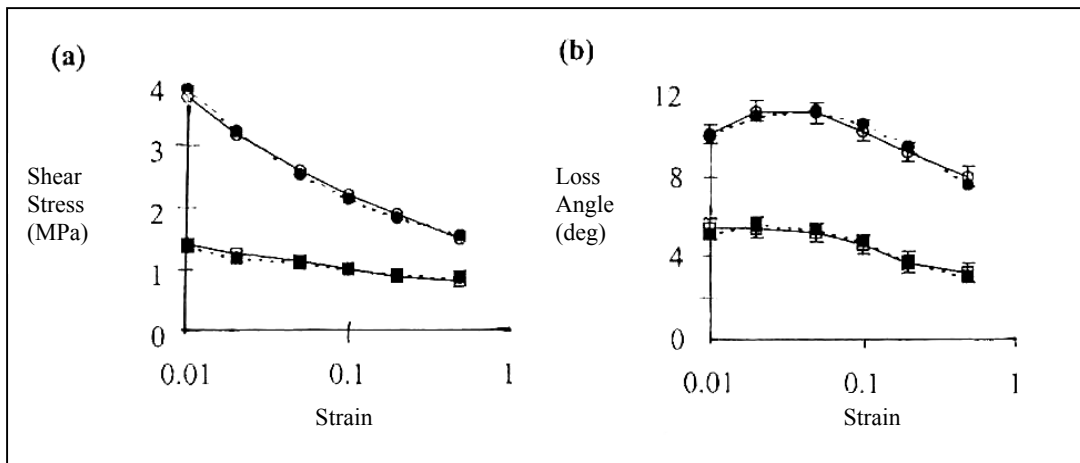 (a)
4
3
2
1
0
Shear
Stress
(MPa)
0.01
0.1
1
Strain
(b)
12
8
4
0
Loss
Angle
(deg)
0.01
0.1
1
Strain